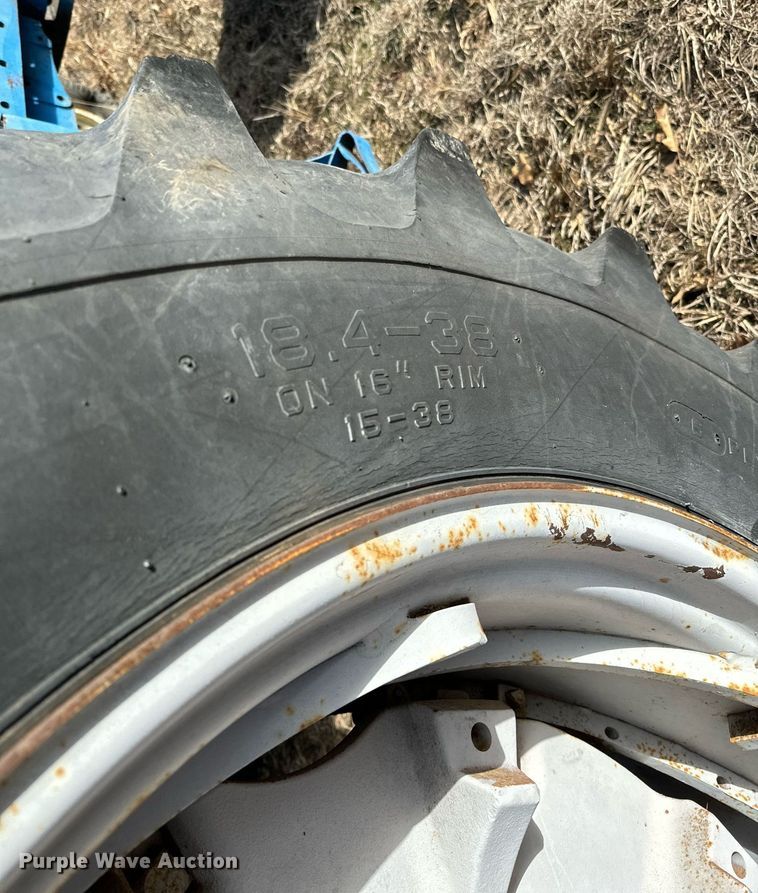 18.4-38
ON 16" RIM
15-38
Purple Wave Auction